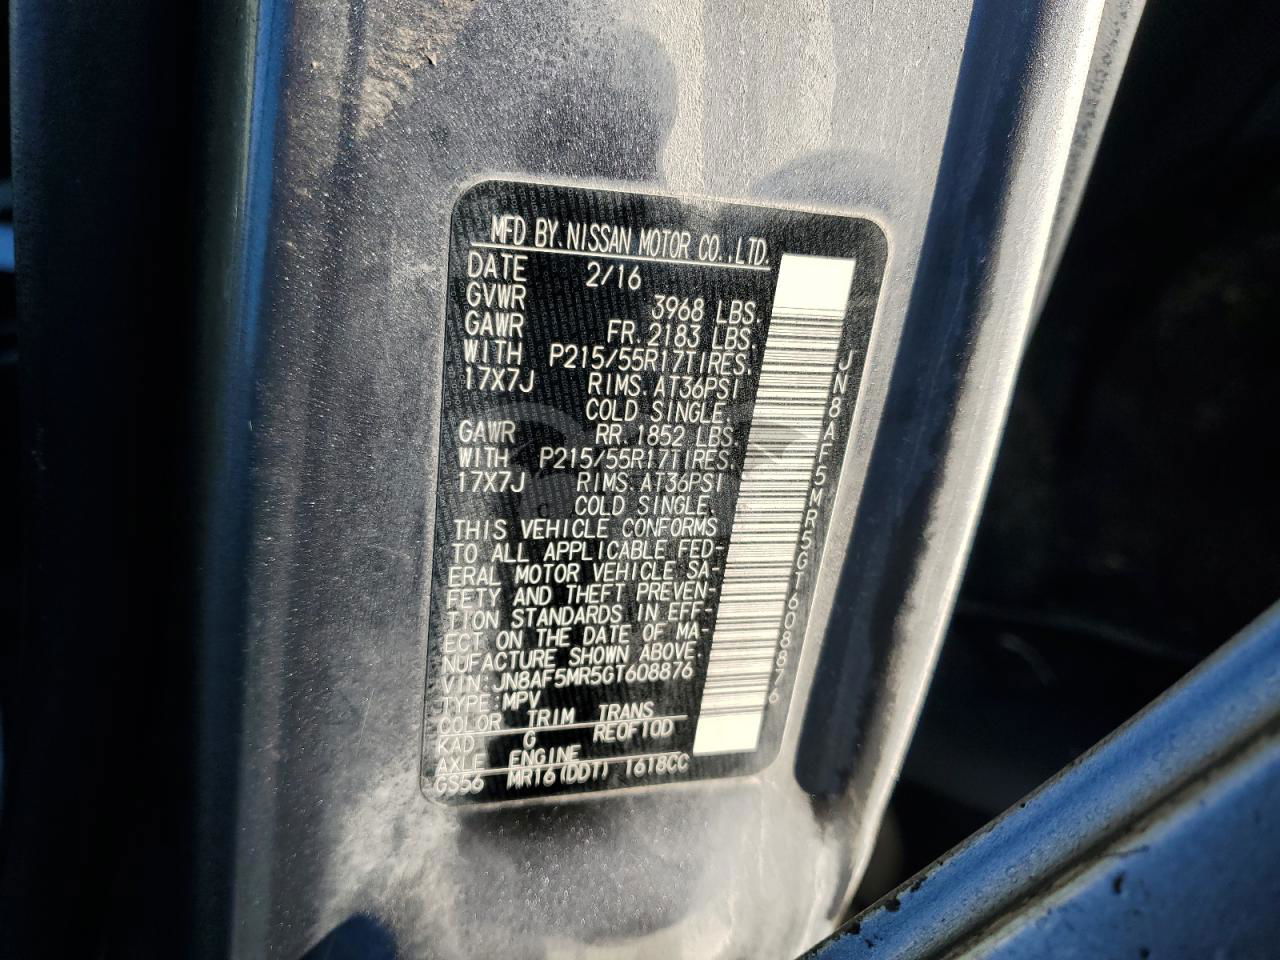 MFD BY NISSAN MOTOR CO.,LTD.
DATE 2/16
GVWR 3968 LBS.
GAWR FR. 2183 LBS.
WITH P215/55R17TIRES.
17X7J RIMS. AT36PSI
COLD SINGLE.
GAWR RR. 1852 LBS.
WITH P215/55R17TIRES.
17X7J RIMS. AT36PSI
COLD SINGLE.
THIS VEHICLE CONFORMS
TO ALL APPLICABLE FED-
ERAL MOTOR VEHICLE SA-
FETY AND THEFT PREVEN-
TION STANDARDS IN EFF-
ECT ON THE DATE OF MA-
NUFACTURE SHOWN ABOVE.
VIN: JN8AF5MR5GT608876
TYPE: MPV
COLOR TRIM TRANS
KAD G RE0F10D
AXLE ENGINE
GS56 MR16(DDT) 1618CC
JN8AF5MR5GT608876